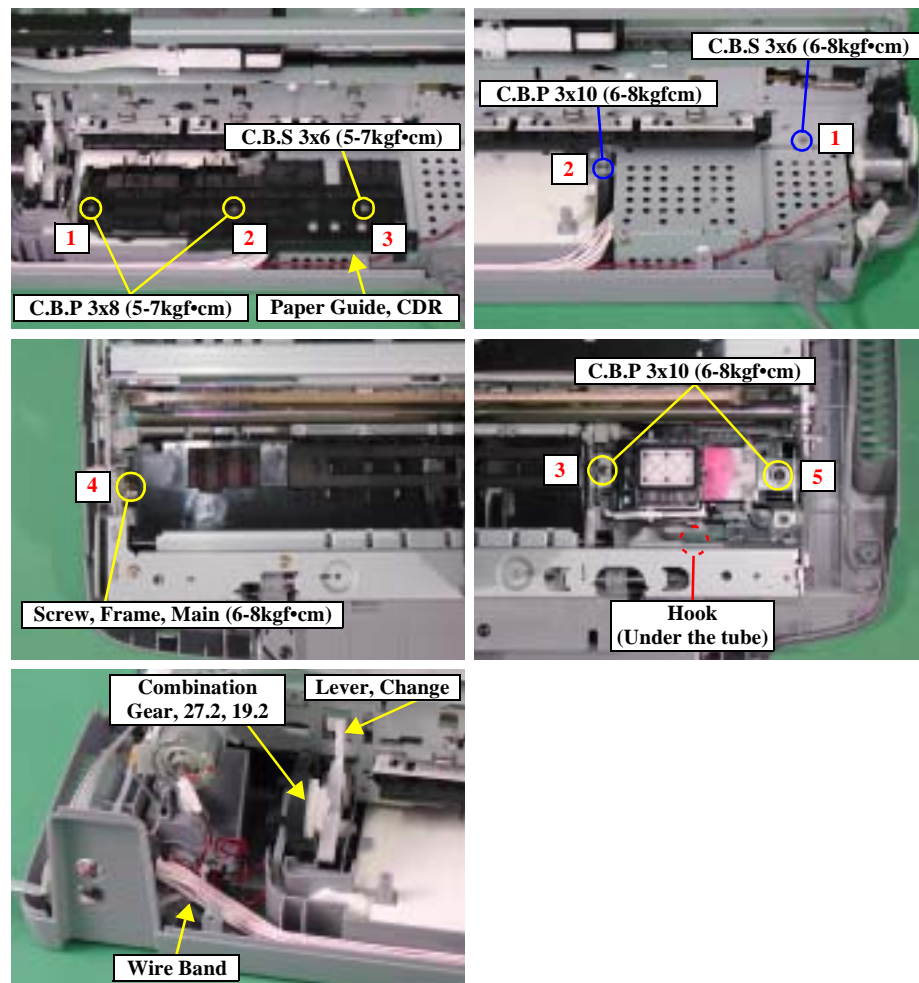 C.B.S 3x6 (5-7kgf•cm)
1
2
3
C.B.P 3x8 (5-7kgf•cm)
Paper Guide, CDR
C.B.S 3x6 (6-8kgf•cm)
C.B.P 3x10 (6-8kgfcm)
1
2
4
Screw, Frame, Main (6-8kgf•cm)
C.B.P 3x10 (6-8kgf•cm)
3
5
Hook
(Under the tube)
Combination
Gear, 27.2, 19.2
Lever, Change
Wire Band